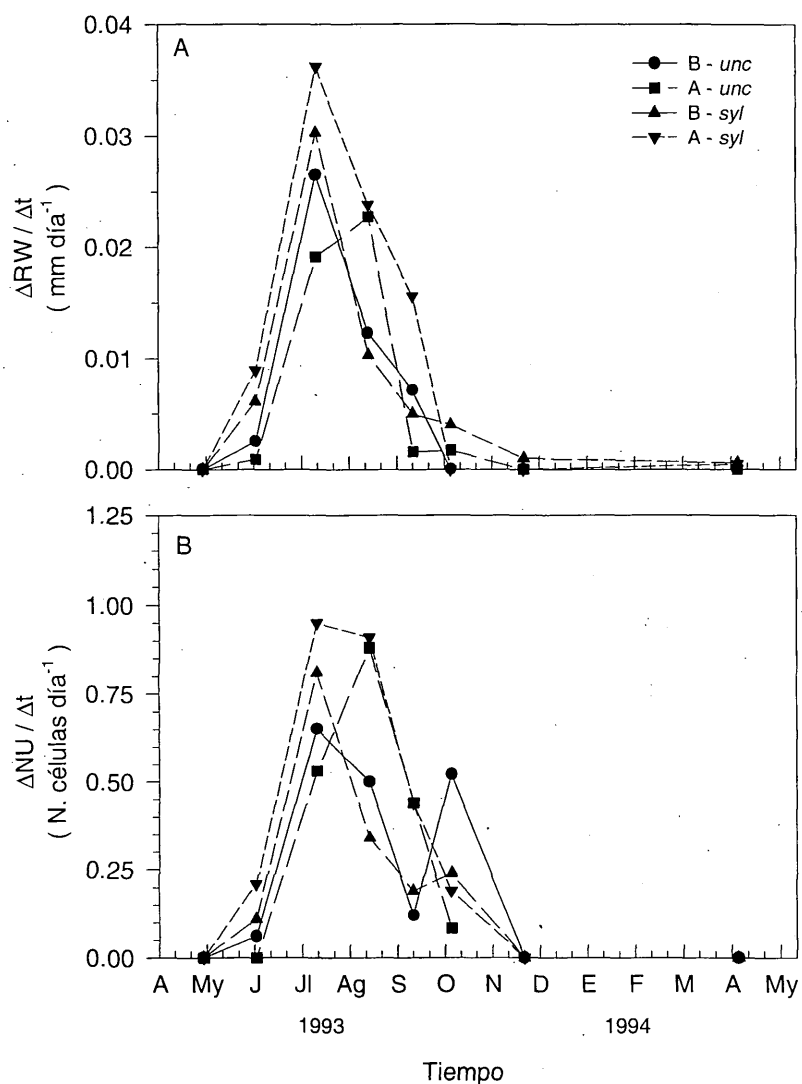 A
0.04
0.03
0.02
0.01
0.00
ΔRW / Δt
( mm día⁻¹ )
B - unc
A - unc
B - syl
A - syl
B
1.25
1.00
0.75
0.50
0.25
0.00
ΔNU / Δt
( N. células día⁻¹ )
A My J Jl Ag S O N D E F M A My
1993 1994
Tiempo